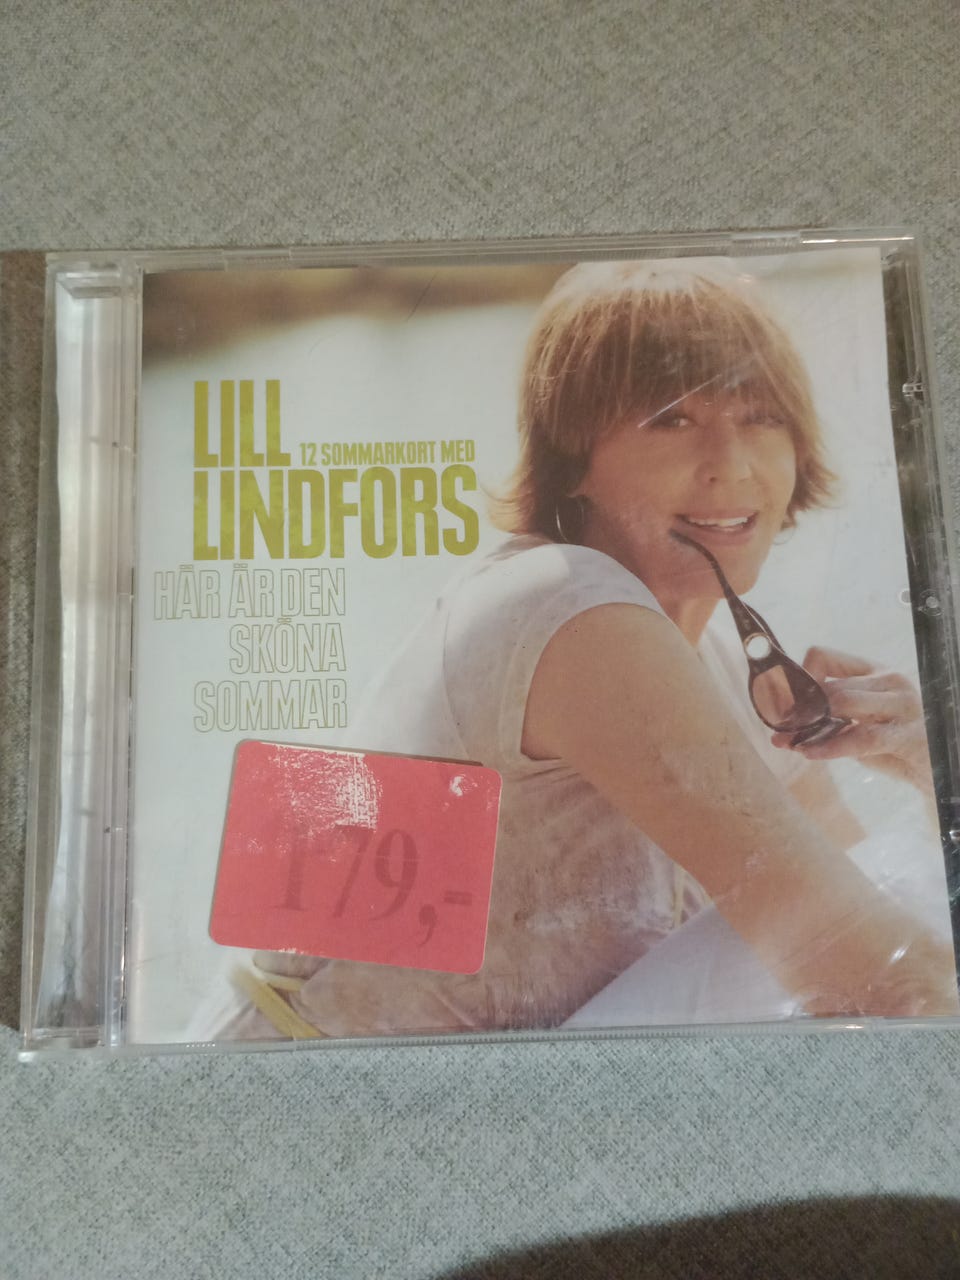 LILL
12 SOMMARKORT MED
LINDFORS
HÄR ÄR DEN
SKÖNA
SOMMAR
179,-